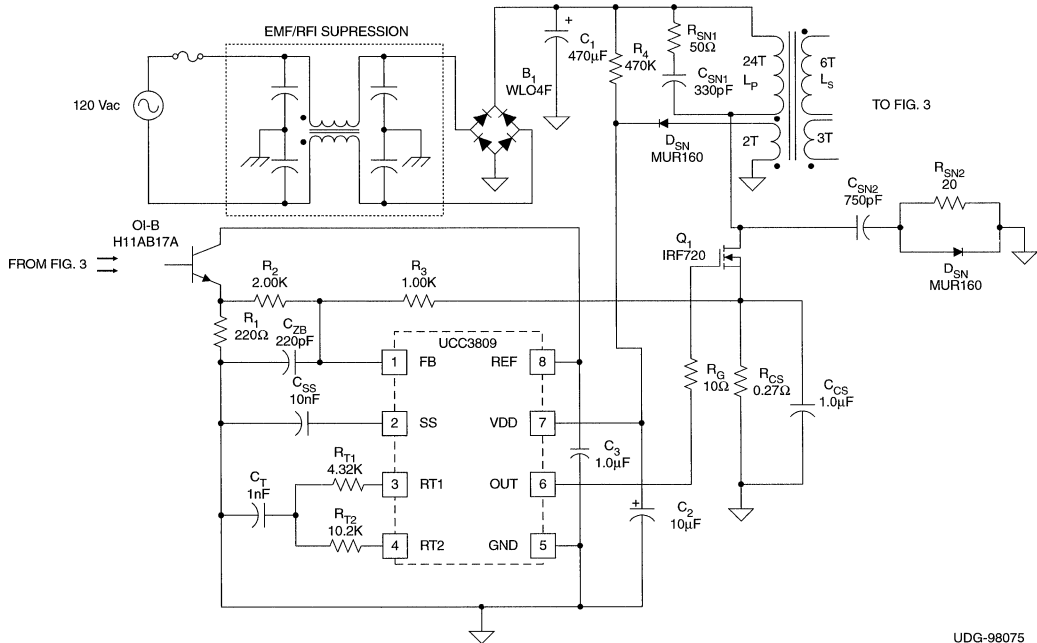 EMF/RFI SUPRESSION
120 Vac
B1
WLO4F
+
C1
470µF
R4
470K
RSN1
50Ω
CSN1
330pF
24T
LP
6T
LS
2T
3T
TO FIG. 3
DSN
MUR160
CSN2
750pF
RSN2
20
DSN
MUR160
Q1
IRF720
OI-B
H11AB17A
FROM FIG. 3
R2
2.00K
R3
1.00K
R1
220Ω
CZB
220pF
CSS
10nF
UCC3809
1 FB REF 8
2 SS VDD 7
3 RT1 OUT 6
4 RT2 GND 5
RT1
4.32K
CT
1nF
RT2
10.2K
C3
1.0µF
+
C2
10µF
RG
10Ω
RCS
0.27Ω
CCS
1.0µF
UDG-98075